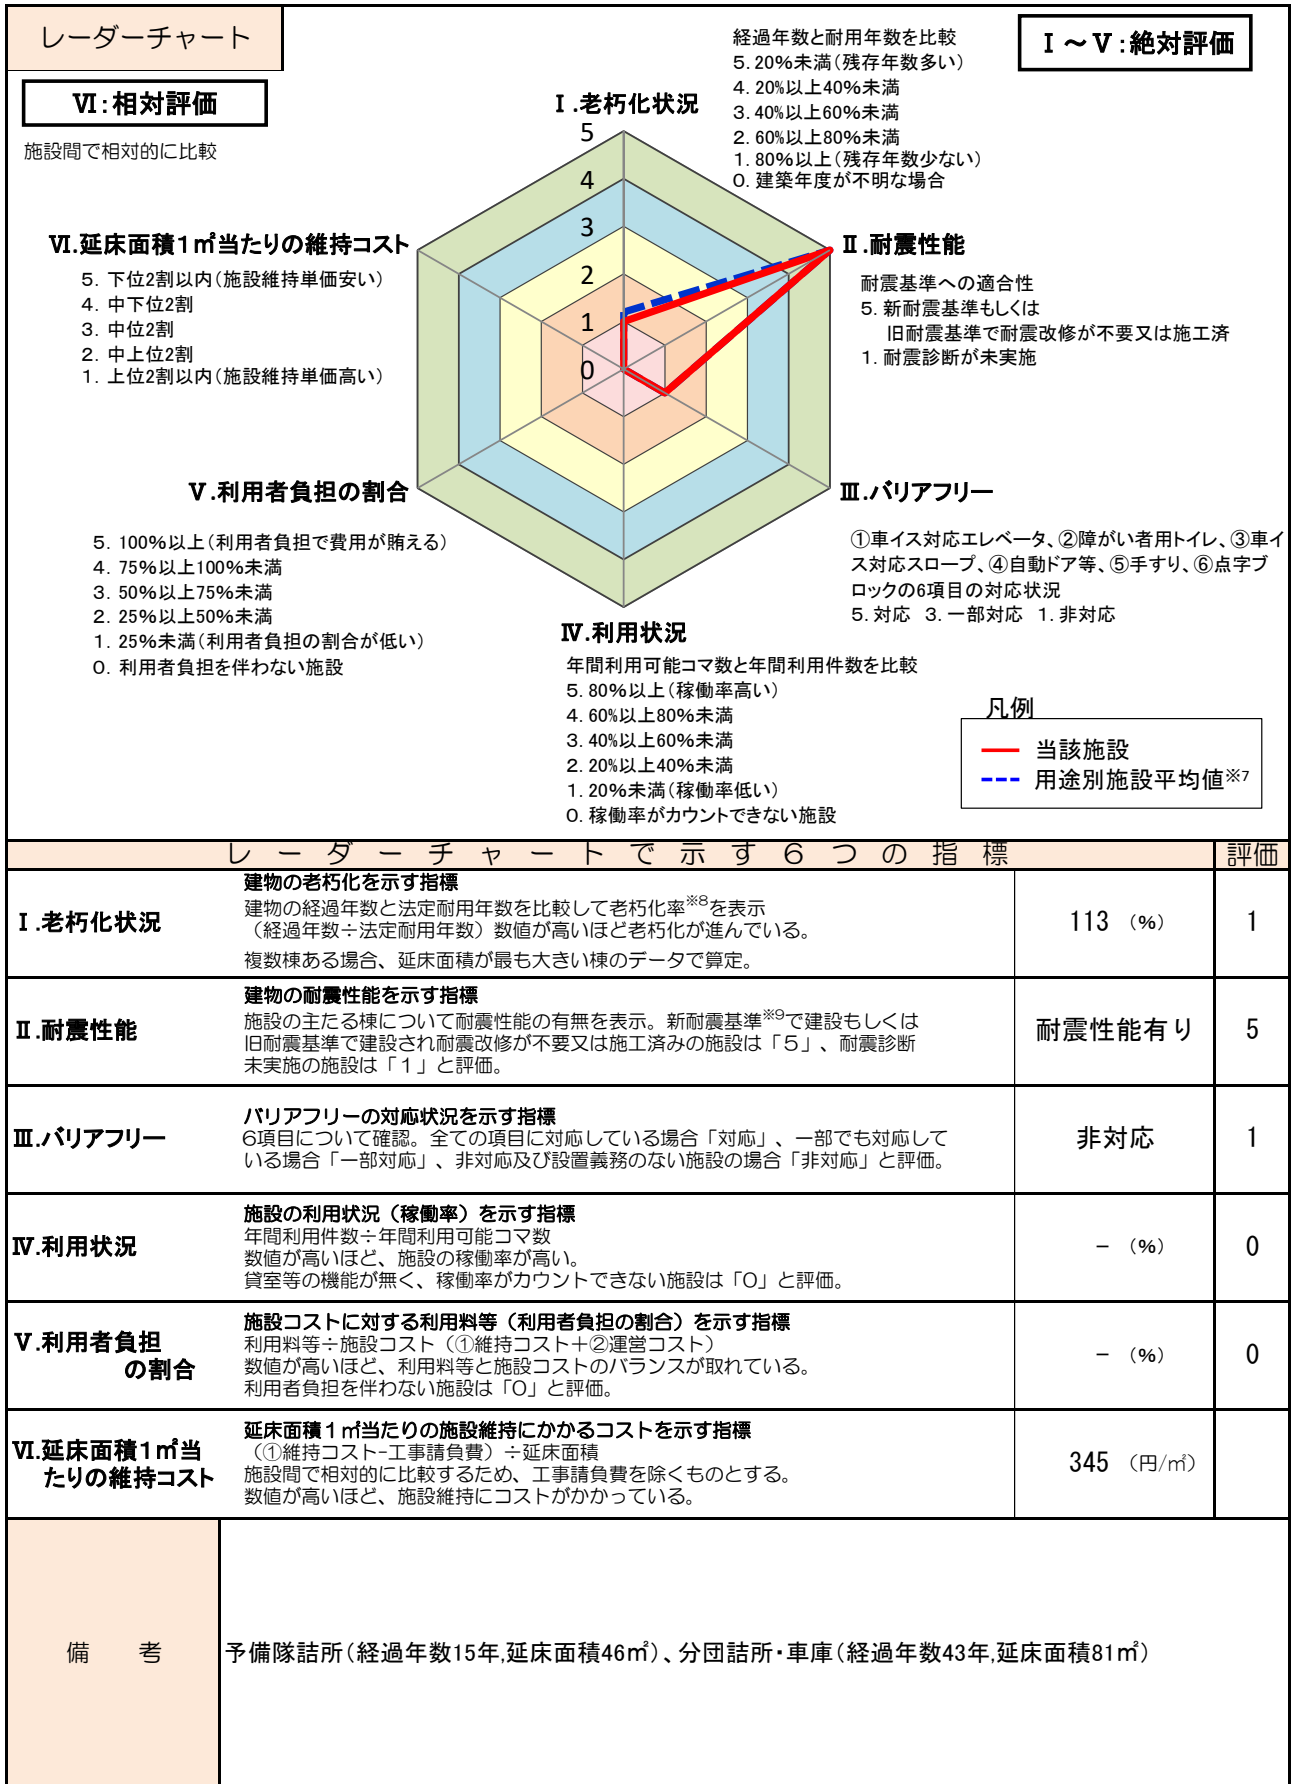 レーダーチャート
Ⅰ～Ⅴ:絶対評価
Ⅵ:相対評価
施設間で相対的に比較
経過年数と耐用年数を比較
5.20%未満(残存年数多い)
4.20%以上40%未満
3.40%以上60%未満
2.60%以上80%未満
1.80%以上(残存年数少ない)
0.建築年度が不明な場合
Ⅰ.老朽化状況
5
4
3
2
1
0
Ⅱ.耐震性能
耐震基準への適合性
5.新耐震基準もしくは
旧耐震基準で耐震改修が不要又は施工済
1.耐震診断が未実施
Ⅵ.延床面積1㎡当たりの維持コスト
5. 下位2割以内(施設維持単価安い)
4. 中下位2割
3. 中位2割
2. 中上位2割
1. 上位2割以内(施設維持単価高い)
Ⅴ.利用者負担の割合
5. 100%以上(利用者負担で費用が賄える)
4. 75%以上100%未満
3. 50%以上75%未満
2. 25%以上50%未満
1. 25%未満(利用者負担の割合が低い)
0. 利用者負担を伴わない施設
Ⅲ.バリアフリー
①車イス対応エレベータ、②障がい者用トイレ、③車イ
ス対応スロープ、④自動ドア等、⑤手すり、⑥点字ブ
ロックの6項目の対応状況
5.対応 3.一部対応 1.非対応
Ⅳ.利用状況
年間利用可能コマ数と年間利用件数を比較
5.80%以上(稼働率高い)
4.60%以上80%未満
3.40%以上60%未満
2.20%以上40%未満
1.20%未満(稼働率低い)
0.稼働率がカウントできない施設
凡例
当該施設
用途別施設平均値※7
レーダーチャートで示す6つの指標 評価
Ⅰ.老朽化状況
建物の老朽化を示す指標
建物の経過年数と法定耐用年数を比較して老朽化率※8を表示
（経過年数÷法定耐用年数）数値が高いほど老朽化が進んでいる。
複数棟ある場合、延床面積が最も大きい棟のデータで算定。
113 (%) 1
Ⅱ.耐震性能
建物の耐震性能を示す指標
施設の主たる棟について耐震性能の有無を表示。新耐震基準※9で建設もしくは
旧耐震基準で建設され耐震改修が不要又は施工済みの施設は「5」、耐震診断
未実施の施設は「1」と評価。
耐震性能有り 5
Ⅲ.バリアフリー
バリアフリーの対応状況を示す指標
6項目について確認。全ての項目に対応している場合「対応」、一部でも対応して
いる場合「一部対応」、非対応及び設置義務のない施設の場合「非対応」と評価。
非対応 1
Ⅳ.利用状況
施設の利用状況（稼働率）を示す指標
年間利用件数÷年間利用可能コマ数
数値が高いほど、施設の稼働率が高い。
貸室等の機能が無く、稼働率がカウントできない施設は「0」と評価。
－ (%) 0
Ⅴ.利用者負担
の割合
施設コストに対する利用料等（利用者負担の割合）を示す指標
利用料等÷施設コスト（①維持コスト＋②運営コスト）
数値が高いほど、利用料等と施設コストのバランスが取れている。
利用者負担を伴わない施設は「0」と評価。
－ (%) 0
Ⅵ.延床面積1㎡当
たりの維持コスト
延床面積1㎡当たりの施設維持にかかるコストを示す指標
（①維持コスト-工事請負費）÷延床面積
施設間で相対的に比較するため、工事請負費を除くものとする。
数値が高いほど、施設維持にコストがかかっている。
345 (円/㎡)
備 考
予備隊詰所(経過年数15年,延床面積46㎡)、分団詰所・車庫(経過年数43年,延床面積81㎡)